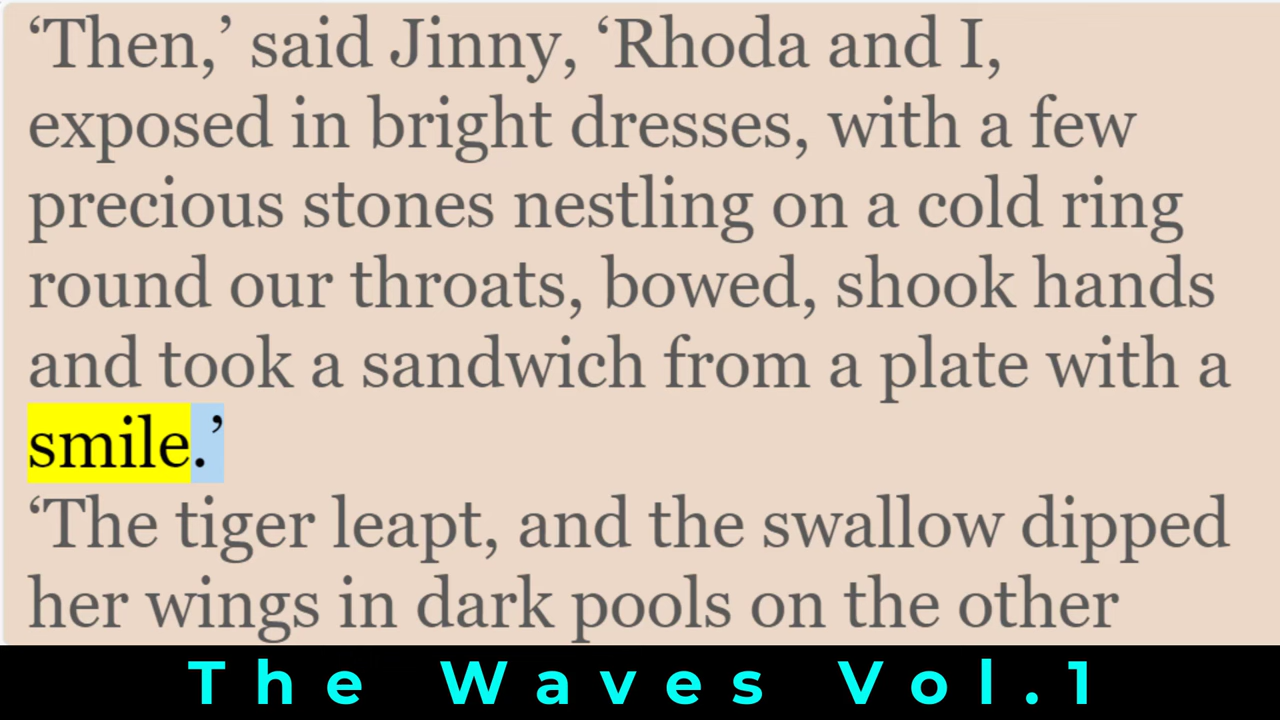 ‘Then,’ said Jinny, ‘Rhoda and I,
exposed in bright dresses, with a few
precious stones nestling on a cold ring
round our throats, bowed, shook hands
and took a sandwich from a plate with a
smile.’
‘The tiger leapt, and the swallow dipped
her wings in dark pools on the other
The Waves Vol.1